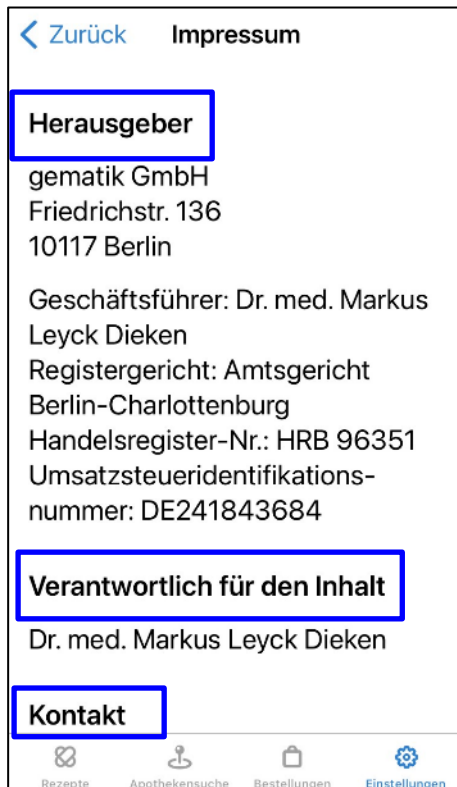 Zurück Impressum
Herausgeber
gematik GmbH
Friedrichstr. 136
10117 Berlin
Geschäftsführer: Dr. med. Markus
Leyck Dieken
Registergericht: Amtsgericht
Berlin-Charlottenburg
Handelsregister-Nr.: HRB 96351
Umsatzsteueridentifikations-
nummer: DE241843684
Verantwortlich für den Inhalt
Dr. med. Markus Leyck Dieken
Kontakt
Rezepte Apothekensuche Bestellungen Einstellungen